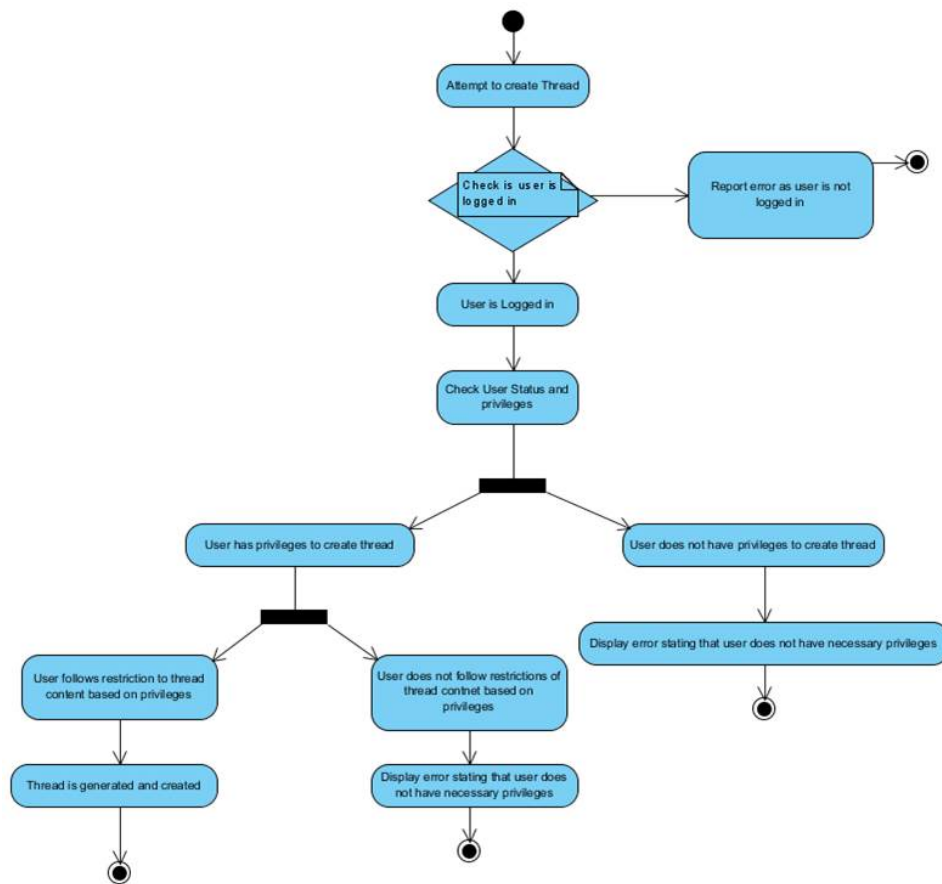 Attempt to create Thread
Check is user is
logged in
Report error as user is not
logged in
User is Logged in
Check User Status and
privileges
User has privileges to create thread
User does not have privileges to create thread
Display error stating that user does not have necessary privileges
User follows restriction to thread
content based on privileges
User does not follow restrictions of
thread contnet based on
privileges
Thread is generated and created
Display error stating that user does
not have necessary privileges